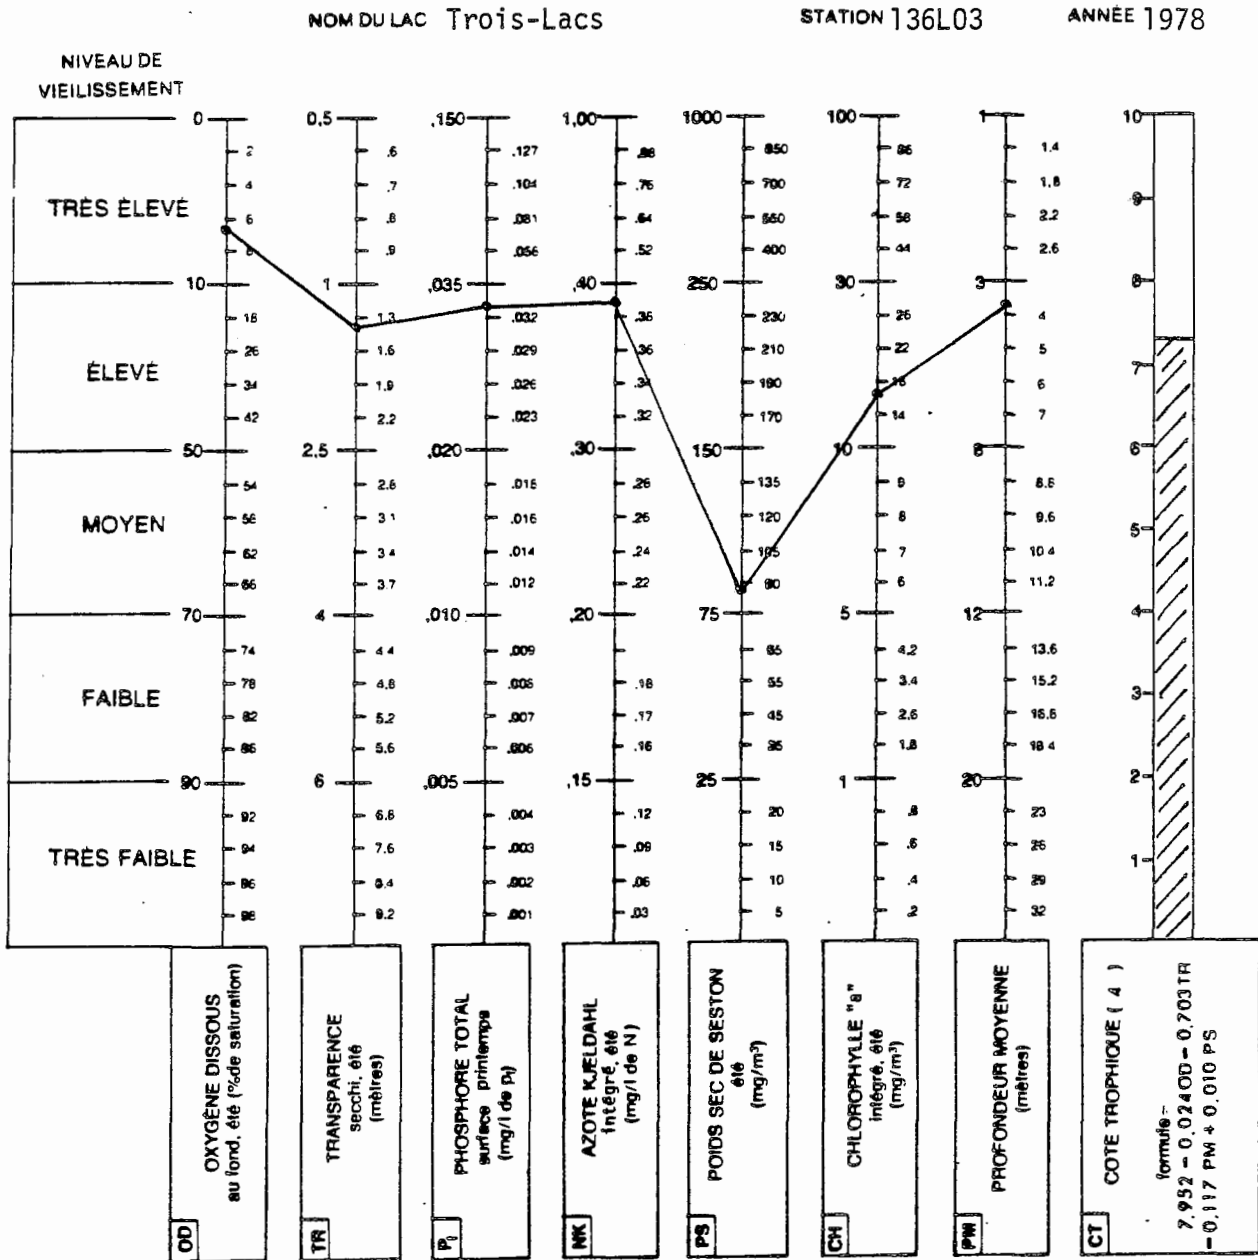 NOM DU LAC Trois-Lacs STATION 136L03 ANNÉE 1978
NIVEAU DE
VIEILISSEMENT
0 0,5 ,150 1,00 1000 100 1 10
2 .6 .127 .88 850 86 1.4
4 .7 .104 .76 700 72 1.8
TRÈS ÉLEVÉ 9
6 .8 .081 .64 550 58 2.2
8 .9 .056 .52 400 44 2.6
10 1 ,035 ,40 250 30 3 8
18 1.3 .032 230 26 4
26 1.6 .029 .36 210 22 5
ÉLEVÉ 7
34 1.9 .026 .34 190 6
42 2.2 .023 .32 170 14 7
50 2.5 ,020 ,30 150 10 8 6
54 135 9 8.8
MOYEN 5
3.1 .016 120 8 9.6
62 3.4 .014 .24 105 7 10.4
66 3.7 .012 .22 6 11.2
70 4 ,010 ,20 75 5 12 4
74 4.4 .009 65 4.2 13.6
FAIBLE 3
78 4.8 .008 .18 55 3.4 15.2
82 5.2 .007 .17 45 2.6
86 5.6 .006 .16 35 1.8 18.4
90 6 ,005 ,15 25 1 20 2
92 6.8 .004 .12 20 .8 23
TRÈS FAIBLE 1
94 7.6 .003 .09 15 .6 26
96 8.4 .002 .06 10 .4 29
98 9.2 .001 .03 5 .2 32
OD
OXYGÈNE DISSOUS
au fond, été (%de saturation)
TR
TRANSPARENCE
secchi, été
(mètres)
PHOSPHORE TOTAL
surface printemps
NK
AZOTE KJELDAHL
intégré, été
(mg/l de N)
PS
POIDS SEC DE SESTON
été
(mg/m³)
CH
CHLOROPHYLLE "a"
intégré, été
(mg/m³)
PM
PROFONDEUR MOYENNE
(mètres)
CT
COTE TROPHIQUE ( 4 )
formule=
7,952 - 0,024OD - 0,703TR
- 0,117 PM + 0,010 PS